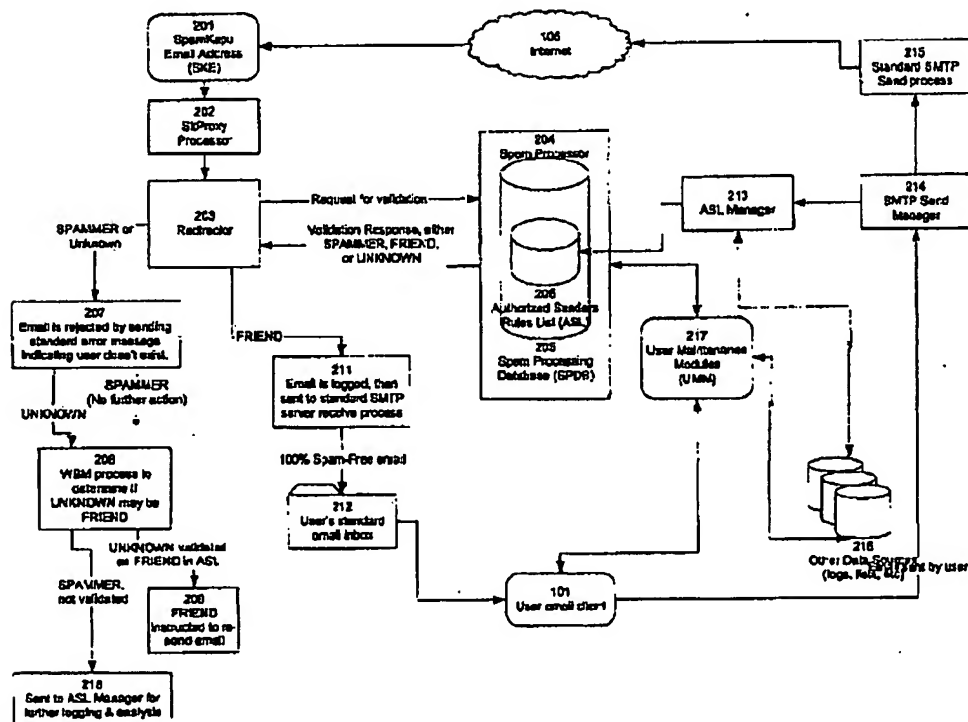 201
SpamKapu
Email Address
(SKE)
106
Internet
215
Standard SMTP
Send process
202
SKProxy
Processor
204
Spam Processor
203
Redirector
Request for validation
Validation Response, either
SPAMMER, FRIEND,
or UNKNOWN
213
ASL Manager
214
SMTP Send
Manager
SPAMMER or
Unknown
206
Authorized Senders
Rules List (ASL)
205
Spam Processing
Database (SPDB)
207
Email is rejected by sending
standard error message
indicating user doesn't exist.
FRIEND
217
User Maintenance
Modules
(UMM)
SPAMMER
(No further action)
UNKNOWN
211
Email is logged, then
sent to standard SMTP
server receive process
208
WBM process to
determine if
UNKNOWN may be
FRIEND
100% Spam-Free email
212
User's standard
email inbox
216
Other Data Sources
(logs, etc)
sent by user
UNKNOWN validated
as FRIEND in ASL
SPAMMER,
not validated
FRIEND
instructed to re-
send email
101
User email client
218
Sent to ASL Manager for
further logging & analysis